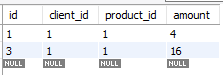 id client_id product_id amount
1 1 1 4
3 1 1 16
NULL NULL NULL NULL